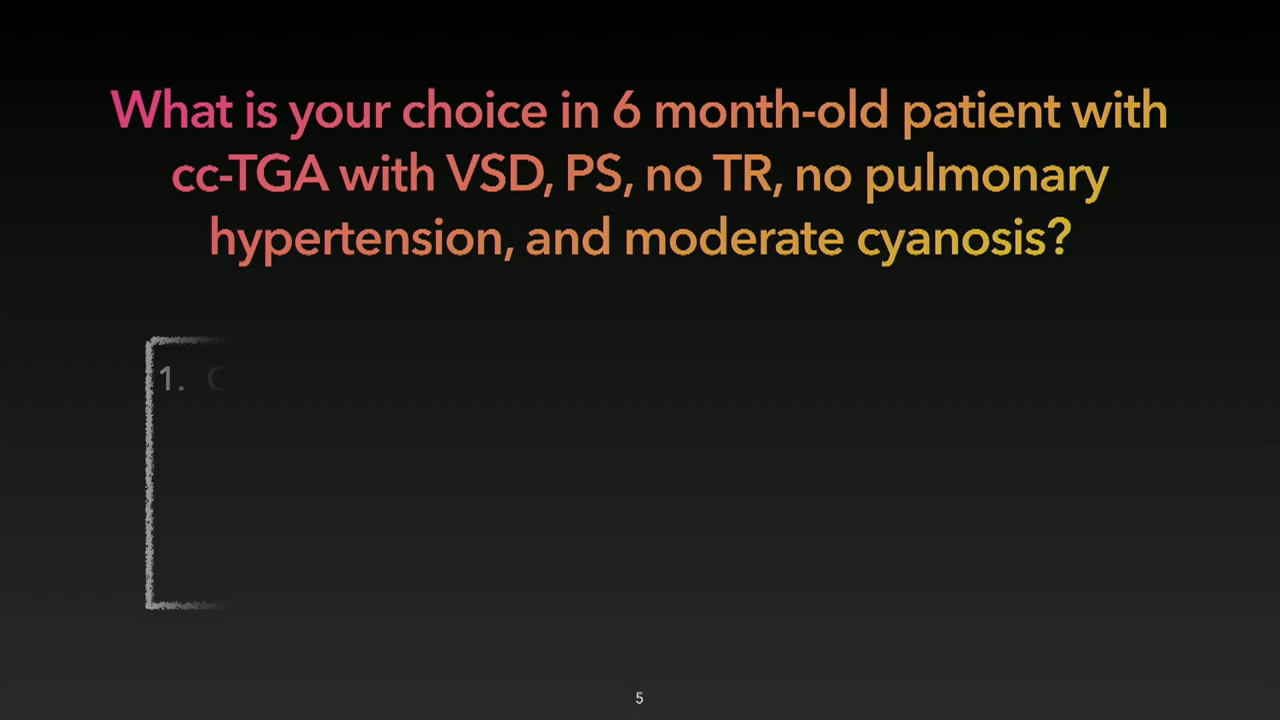 What is your choice in 6 month-old patient with
cc-TGA with VSD, PS, no TR, no pulmonary
hypertension, and moderate cyanosis?
1.
5